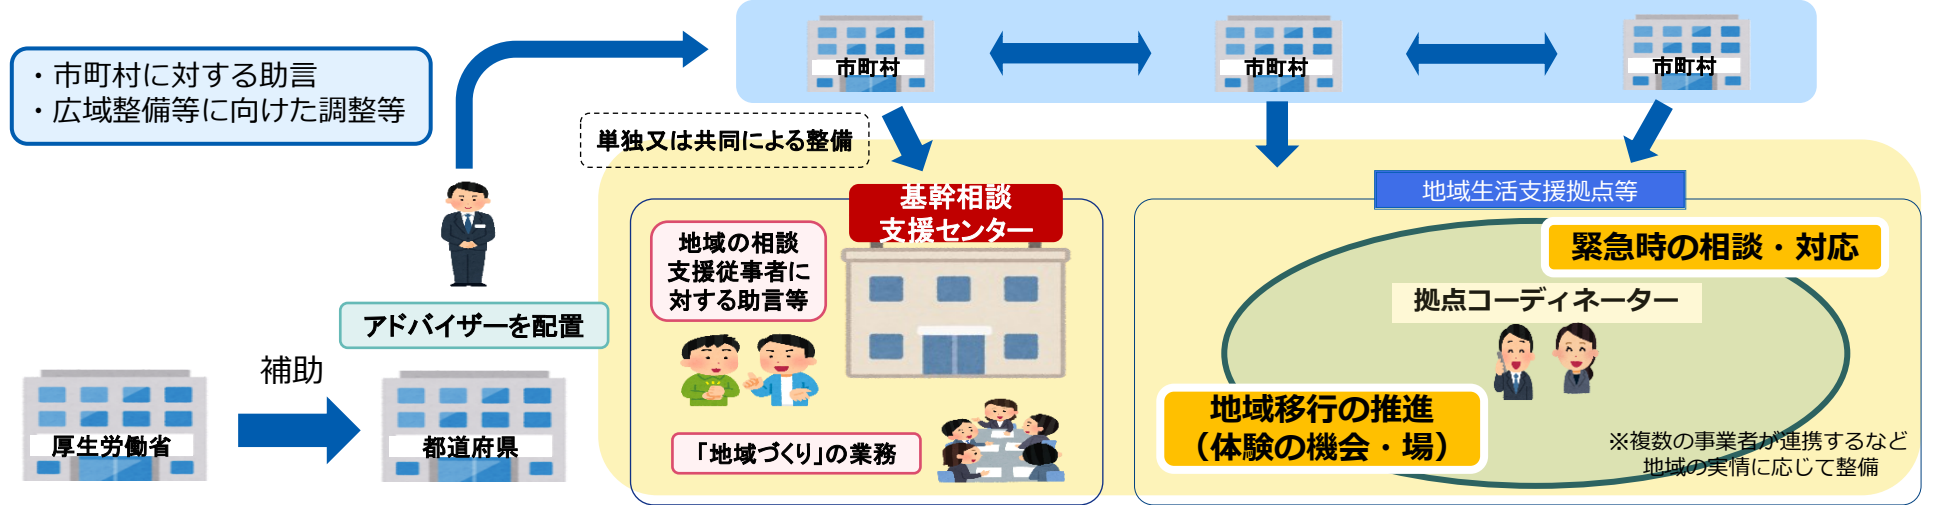 ・市町村に対する助言
・広域整備等に向けた調整等
市町村
市町村
市町村
単独又は共同による整備
アドバイザーを配置
厚生労働省
補助
都道府県
基幹相談
支援センター
地域の相談
支援従事者に
対する助言等
「地域づくり」の業務
地域生活支援拠点等
緊急時の相談・対応
拠点コーディネーター
地域移行の推進
（体験の機会・場）
※複数の事業者が連携するなど
地域の実情に応じて整備